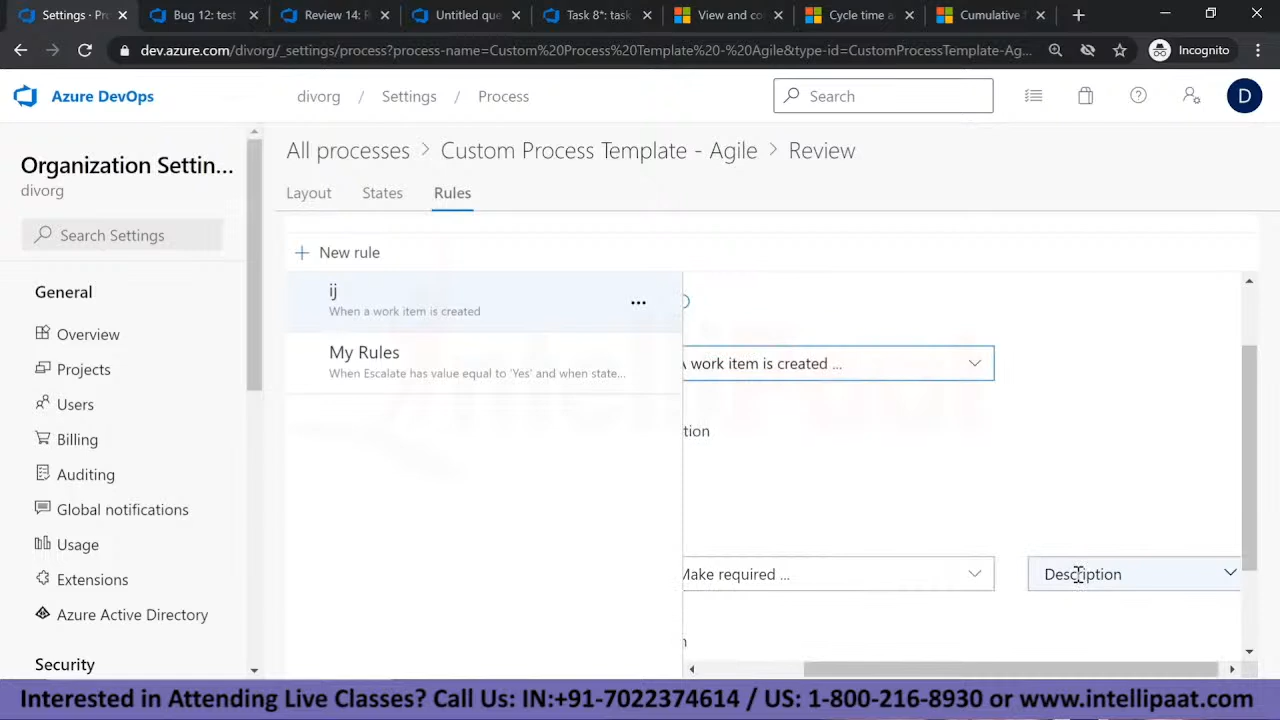 Settings · Pro
Bug 12: test
Review 14: R
Untitled que
Task 8*: task
View and co
Cycle time a
Cumulative
dev.azure.com/divorg/_settings/process?process-name=Custom%20Process%20Template%20-%20Agile&type-id=CustomProcessTemplate-Ag...
Incognito
Azure DevOps
divorg / Settings / Process
Search
D
Organization Settin...
divorg
Search Settings
General
Overview
Projects
Users
Billing
Auditing
Global notifications
Usage
Extensions
Azure Active Directory
Security
All processes > Custom Process Template - Agile > Review
Layout States Rules
+ New rule
ij
When a work item is created
...
My Rules
When Escalate has value equal to 'Yes' and when state...
A work item is created ...
tion
Make required ...
Description
Interested in Attending Live Classes? Call Us: IN:+91-7022374614 / US: 1-800-216-8930 or www.intellipaat.com